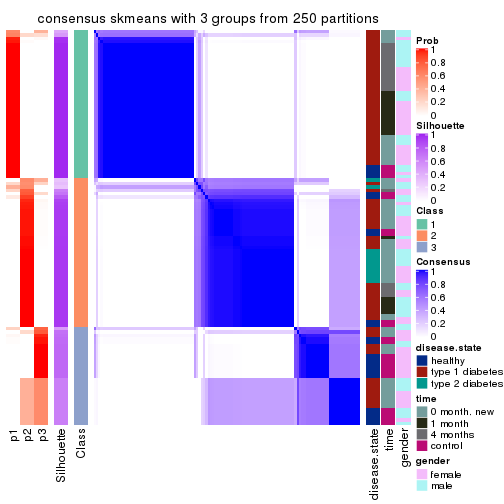 consensus skmeans with 3 groups from 250 partitions
Prob
1
0.8
0.6
0.4
0.2
0
Silhouette
1
0.8
0.6
0.4
0.2
0
Class
1
2
3
Consensus
1
0.8
0.6
0.4
0.2
0
disease.state
healthy
type 1 diabetes
type 2 diabetes
time
0 month, new
1 month
4 months
control
gender
female
male
p1
p2
p3
Silhouette
Class
disease.state
time
gender